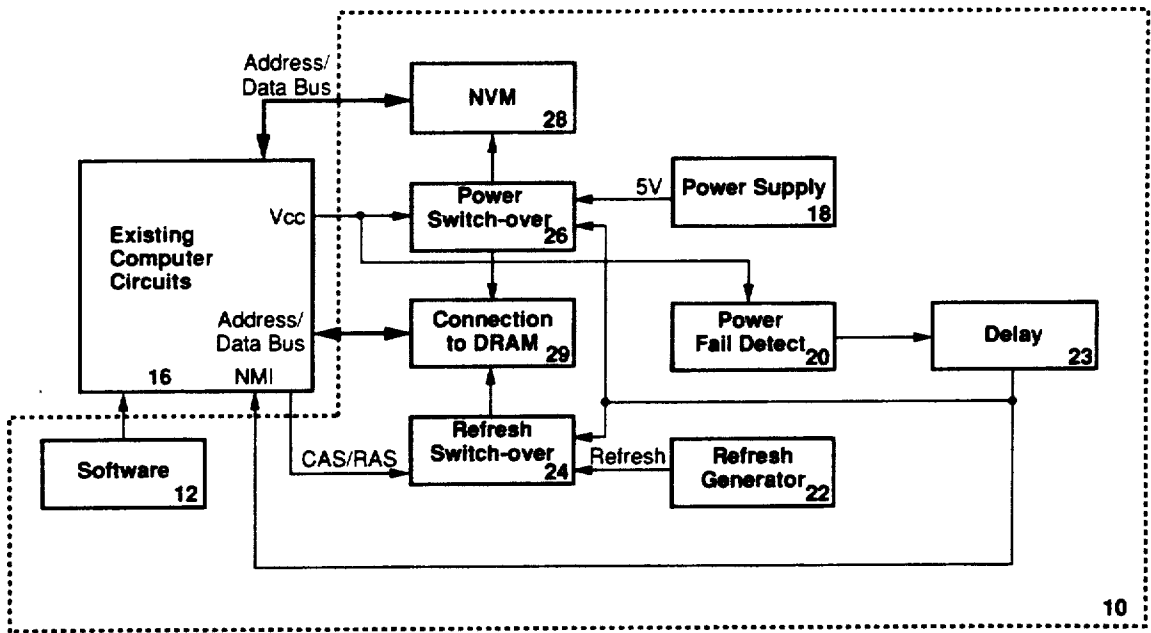 Address/
Data Bus
NVM
28
Power
Switch-over
26
5V
Power Supply
18
Vcc
Existing
Computer
Circuits
Address/
Data Bus
16
NMI
Connection
to DRAM
29
Power
Fail Detect
20
Delay
23
Software
12
CAS/RAS
Refresh
Switch-over
24
Refresh
Refresh
Generator
22
10